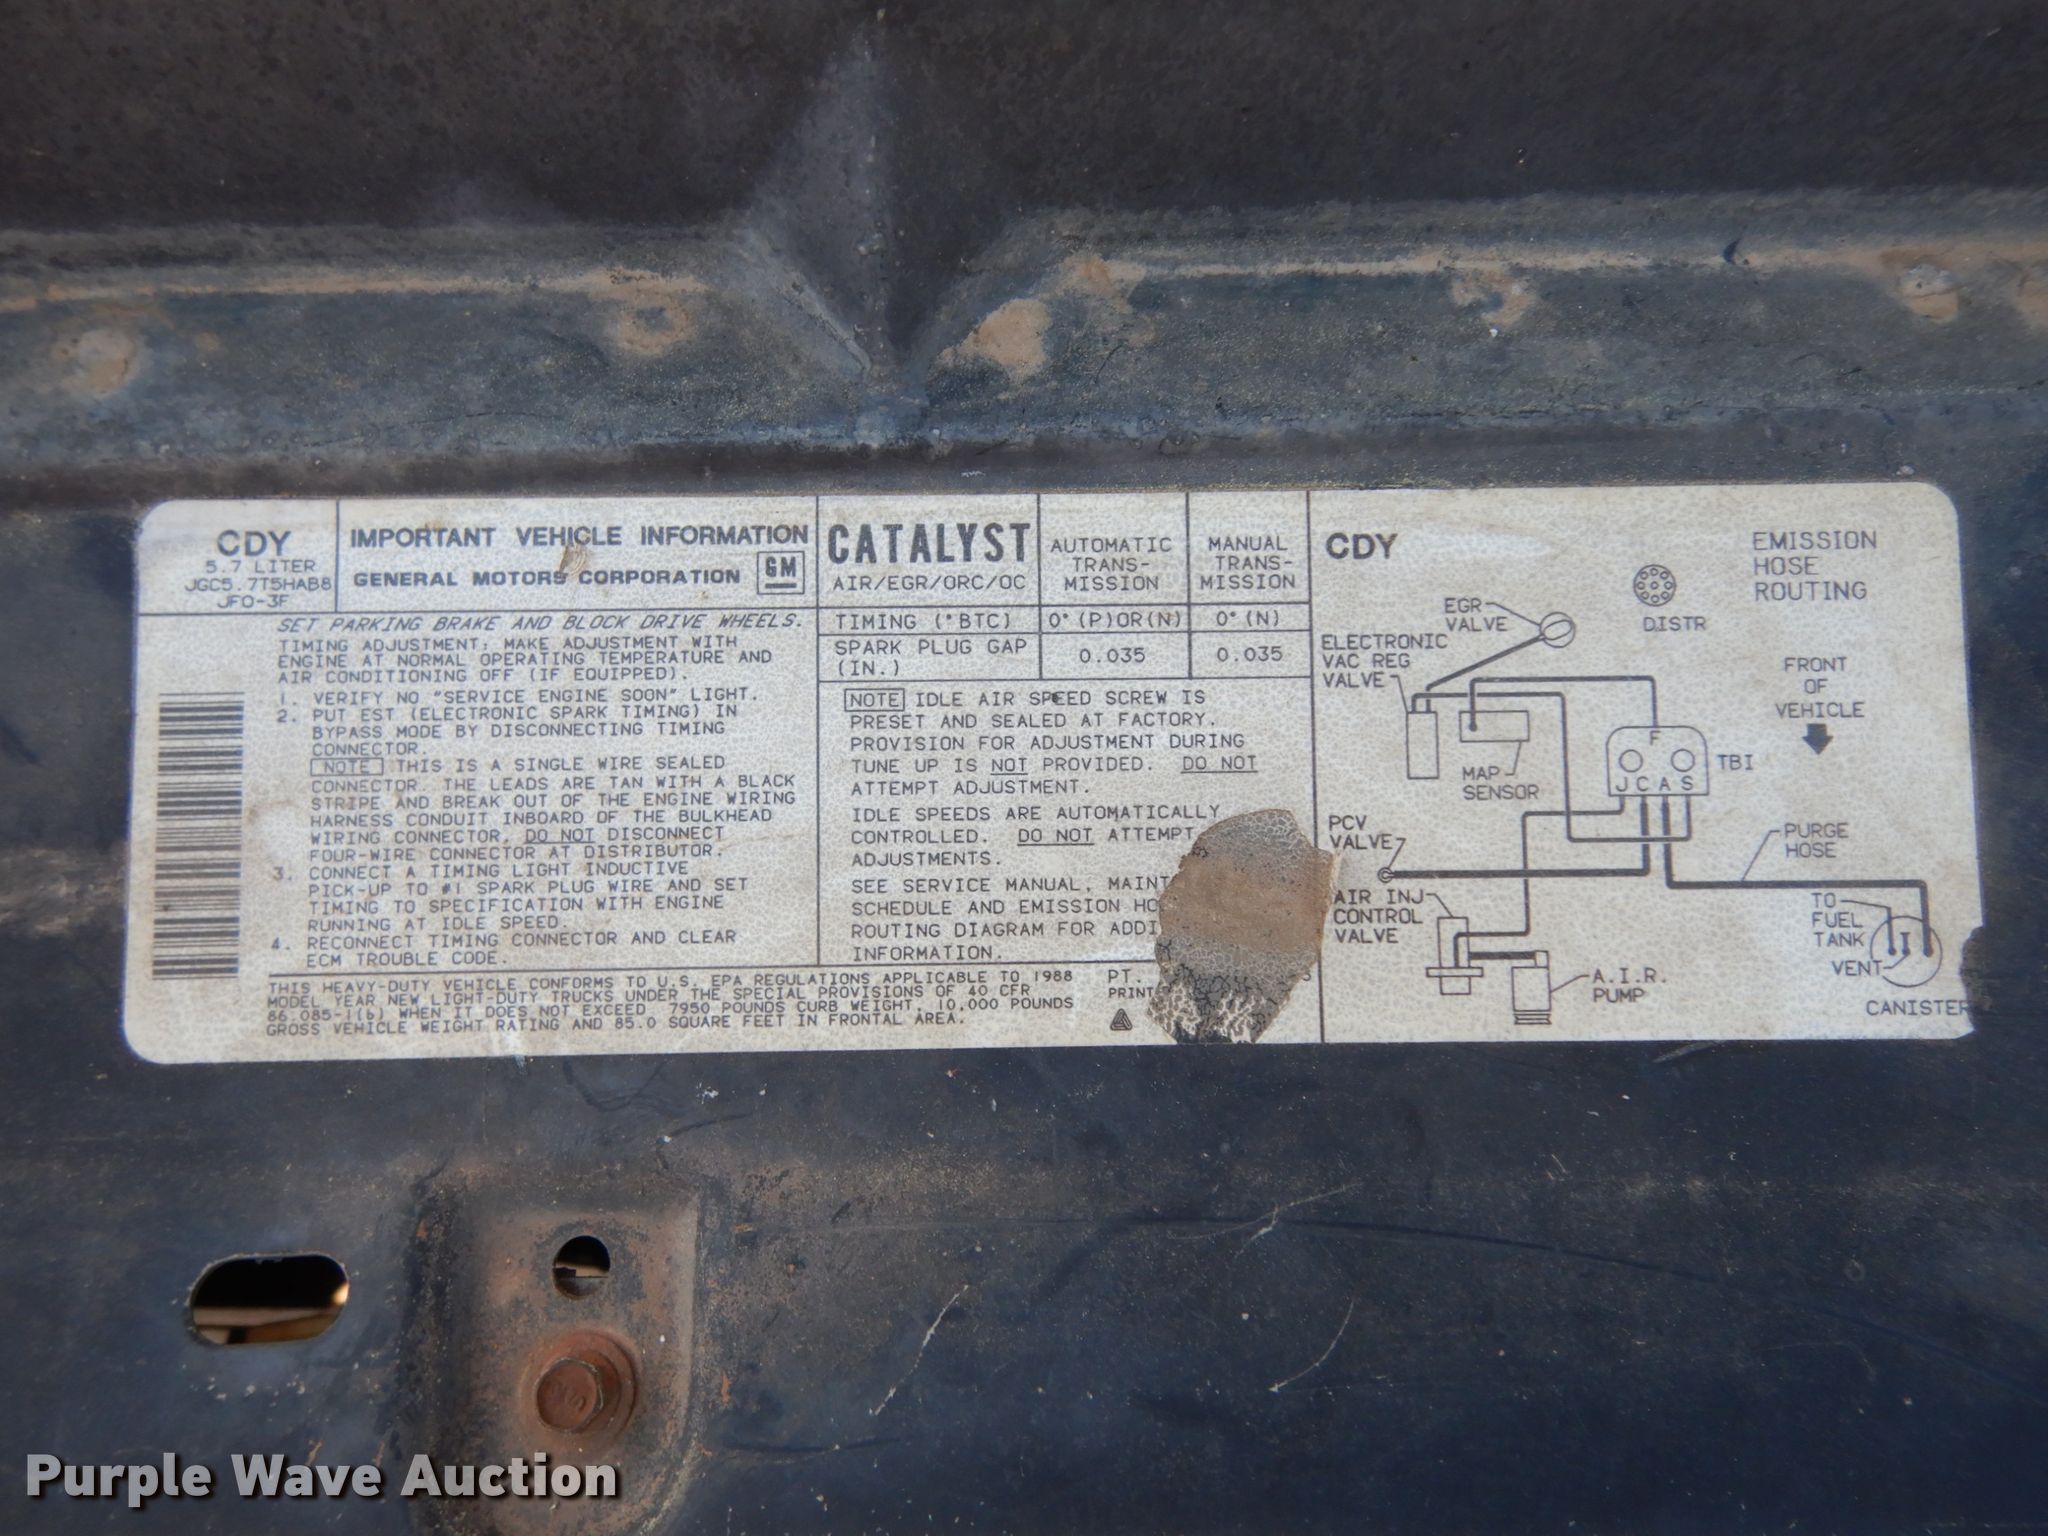 CDY
5.7 LITER
JGC5.7T5HAB8
JFO-3F
IMPORTANT VEHICLE INFORMATION
GENERAL MOTORS CORPORATION
GM
SET PARKING BRAKE AND BLOCK DRIVE WHEELS.
TIMING ADJUSTMENT: MAKE ADJUSTMENT WITH
ENGINE AT NORMAL OPERATING TEMPERATURE AND
AIR CONDITIONING OFF (IF EQUIPPED).
1. VERIFY NO "SERVICE ENGINE SOON" LIGHT.
2. PUT EST (ELECTRONIC SPARK TIMING) IN
BYPASS MODE BY DISCONNECTING TIMING
CONNECTOR.
NOTE THIS IS A SINGLE WIRE SEALED
CONNECTOR. THE LEADS ARE TAN WITH A BLACK
STRIPE AND BREAK OUT OF THE ENGINE WIRING
HARNESS CONDUIT INBOARD OF THE BULKHEAD
WIRING CONNECTOR, DO NOT DISCONNECT
FOUR-WIRE CONNECTOR AT DISTRIBUTOR.
3. CONNECT A TIMING LIGHT INDUCTIVE
PICK-UP TO #1 SPARK PLUG WIRE AND SET
TIMING TO SPECIFICATION WITH ENGINE
RUNNING AT IDLE SPEED.
4. RECONNECT TIMING CONNECTOR AND CLEAR
ECM TROUBLE CODE.
THIS HEAVY-DUTY VEHICLE CONFORMS TO U.S. EPA REGULATIONS APPLICABLE TO 1988
MODEL YEAR NEW LIGHT-DUTY TRUCKS UNDER THE SPECIAL PROVISIONS OF 40 CFR
86.085-1(b) WHEN IT DOES NOT EXCEED 7950 POUNDS CURB WEIGHT, 10,000 POUNDS
GROSS VEHICLE WEIGHT RATING AND 85.0 SQUARE FEET IN FRONTAL AREA.
CATALYST
AIR/EGR/ORC/OC
AUTOMATIC
TRANS-
MISSION
MANUAL
TRANS-
MISSION
TIMING (°BTC) 0°(P)OR(N) 0°(N)
SPARK PLUG GAP
(IN.) 0.035 0.035
NOTE IDLE AIR SPEED SCREW IS
PRESET AND SEALED AT FACTORY.
PROVISION FOR ADJUSTMENT DURING
TUNE UP IS NOT PROVIDED. DO NOT
ATTEMPT ADJUSTMENT.
IDLE SPEEDS ARE AUTOMATICALLY
CONTROLLED. DO NOT ATTEMPT
ADJUSTMENTS.
SEE SERVICE MANUAL, MAINT
SCHEDULE AND EMISSION HO
ROUTING DIAGRAM FOR ADDI
INFORMATION.
PT.
PRINT
CDY
EMISSION
HOSE
ROUTING
DISTR
EGR
VALVE
ELECTRONIC
VAC REG
VALVE
FRONT
OF
VEHICLE
MAP
SENSOR
F
J C A S
TBI
PCV
VALVE
PURGE
HOSE
AIR INJ
CONTROL
VALVE
TO
FUEL
TANK
VENT
A.I.R.
PUMP
CANISTER
Purple Wave Auction